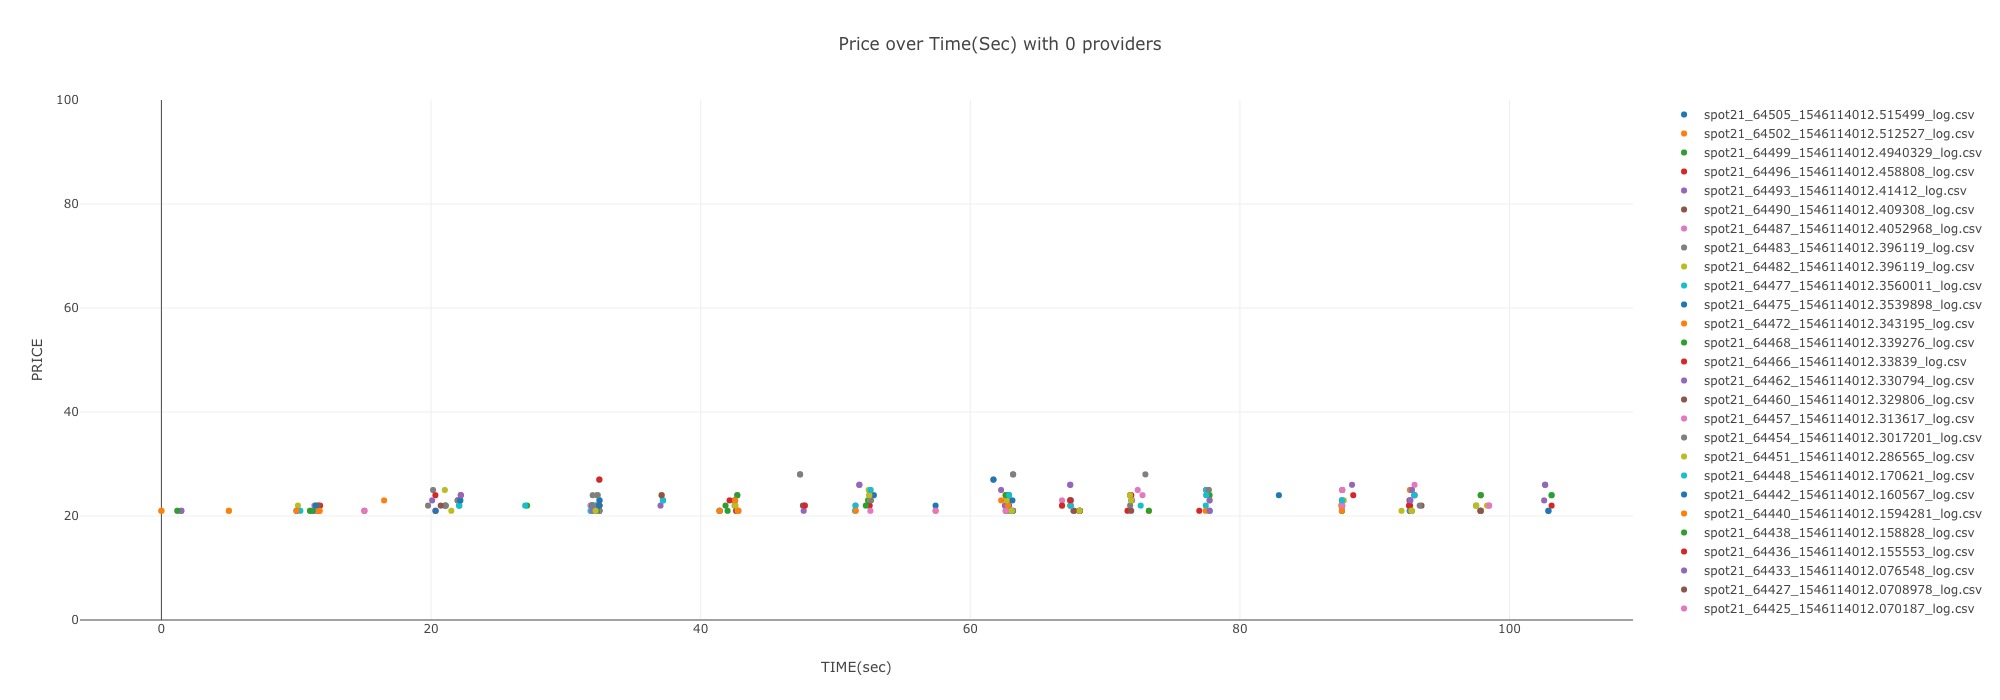 Price over Time(Sec) with 0 providers
PRICE
100
80
60
40
20
0
0 20 40 60 80 100
TIME(sec)
spot21_64505_1546114012.515499_log.csv
spot21_64502_1546114012.512527_log.csv
spot21_64499_1546114012.4940329_log.csv
spot21_64496_1546114012.458808_log.csv
spot21_64493_1546114012.41412_log.csv
spot21_64490_1546114012.409308_log.csv
spot21_64487_1546114012.4052968_log.csv
spot21_64483_1546114012.396119_log.csv
spot21_64482_1546114012.396119_log.csv
spot21_64477_1546114012.3560011_log.csv
spot21_64475_1546114012.3539898_log.csv
spot21_64472_1546114012.343195_log.csv
spot21_64468_1546114012.339276_log.csv
spot21_64466_1546114012.33839_log.csv
spot21_64462_1546114012.330794_log.csv
spot21_64460_1546114012.329806_log.csv
spot21_64457_1546114012.313617_log.csv
spot21_64454_1546114012.3017201_log.csv
spot21_64451_1546114012.286565_log.csv
spot21_64448_1546114012.170621_log.csv
spot21_64442_1546114012.160567_log.csv
spot21_64440_1546114012.1594281_log.csv
spot21_64438_1546114012.158828_log.csv
spot21_64436_1546114012.155553_log.csv
spot21_64433_1546114012.076548_log.csv
spot21_64427_1546114012.0708978_log.csv
spot21_64425_1546114012.070187_log.csv